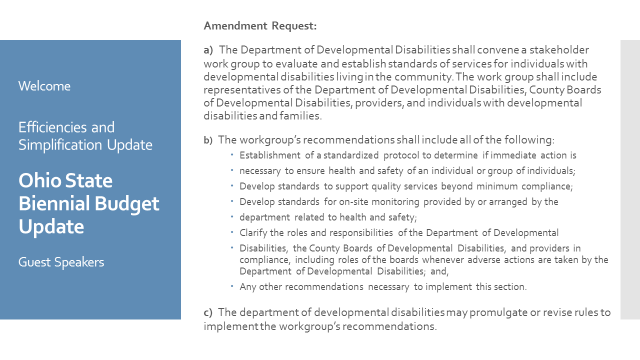 Welcome
Efficiencies and
Simplification Update
Ohio State
Biennial Budget
Update
Guest Speakers
Amendment Request:
a) The Department of Developmental Disabilities shall convene a stakeholder
work group to evaluate and establish standards of services for individuals with
developmental disabilities living in the community. The work group shall include
representatives of the Department of Developmental Disabilities, County Boards
of Developmental Disabilities, providers, and individuals with developmental
disabilities and families.
b) The workgroup's recommendations shall include all of the following:
• Establishment of a standardized protocol to determine if immediate action is
• necessary to ensure health and safety of an individual or group of individuals;
• Develop standards to support quality services beyond minimum compliance;
• Develop standards for on-site monitoring provided by or arranged by the
• department related to health and safety;
• Clarify the roles and responsibilities of the Department of Developmental
• Disabilities, the County Boards of Developmental Disabilities, and providers in
compliance, including roles of the boards whenever adverse actions are taken by the
Department of Developmental Disabilities; and,
• Any other recommendations necessary to implement this section.
c) The department of developmental disabilities may promulgate or revise rules to
implement the workgroup's recommendations.